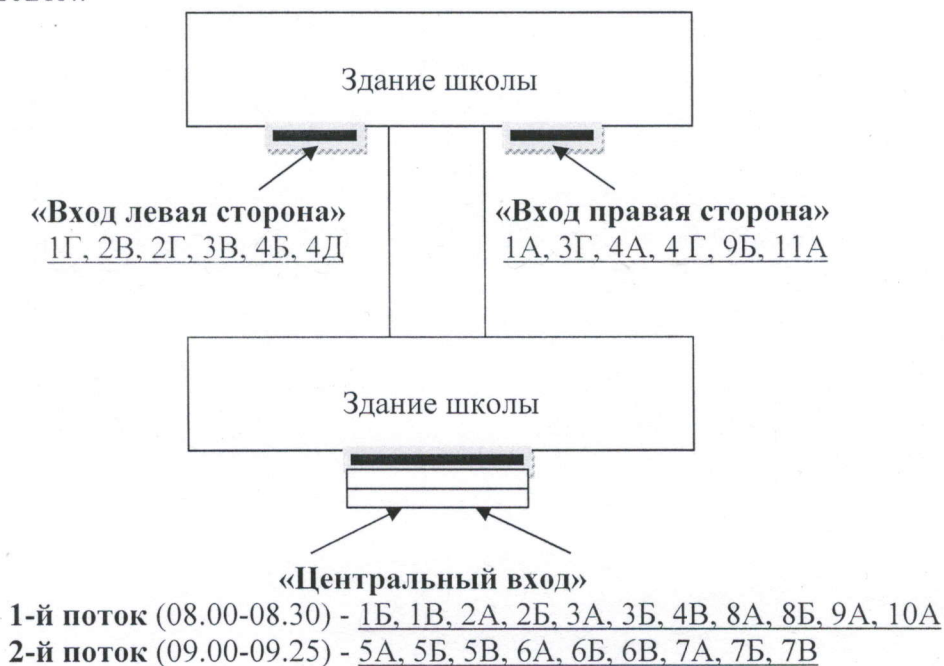 Здание школы
«Вход левая сторона»
1Г, 2В, 2Г, 3В, 4Б, 4Д
«Вход правая сторона»
1А, 3Г, 4А, 4 Г, 9Б, 11А
Здание школы
«Центральный вход»
1-й поток (08.00-08.30) - 1Б, 1В, 2А, 2Б, 3А, 3Б, 4В, 8А, 8Б, 9А, 10А
2-й поток (09.00-09.25) - 5А, 5Б, 5В, 6А, 6Б, 6В, 7А, 7Б, 7В